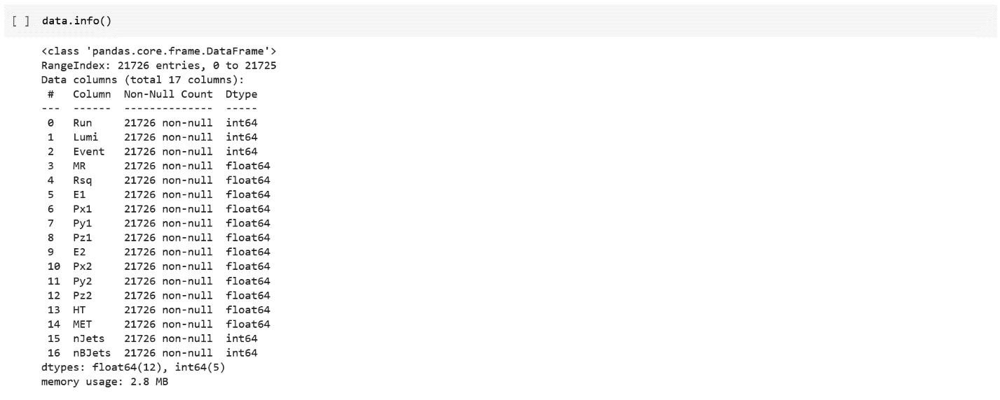 [ ] data.info()
<class 'pandas.core.frame.DataFrame'>
RangeIndex: 21726 entries, 0 to 21725
Data columns (total 17 columns):
 #   Column  Non-Null Count  Dtype
---  ------  --------------  -----
 0   Run     21726 non-null  int64
 1   Lumi    21726 non-null  int64
 2   Event   21726 non-null  int64
 3   MR      21726 non-null  float64
 4   Rsq     21726 non-null  float64
 5   E1      21726 non-null  float64
 6   Px1     21726 non-null  float64
 7   Py1     21726 non-null  float64
 8   Pz1     21726 non-null  float64
 9   E2      21726 non-null  float64
 10  Px2     21726 non-null  float64
 11  Py2     21726 non-null  float64
 12  Pz2     21726 non-null  float64
 13  HT      21726 non-null  float64
 14  MET     21726 non-null  float64
 15  nJets   21726 non-null  int64
 16  nBJets  21726 non-null  int64
dtypes: float64(12), int64(5)
memory usage: 2.8 MB